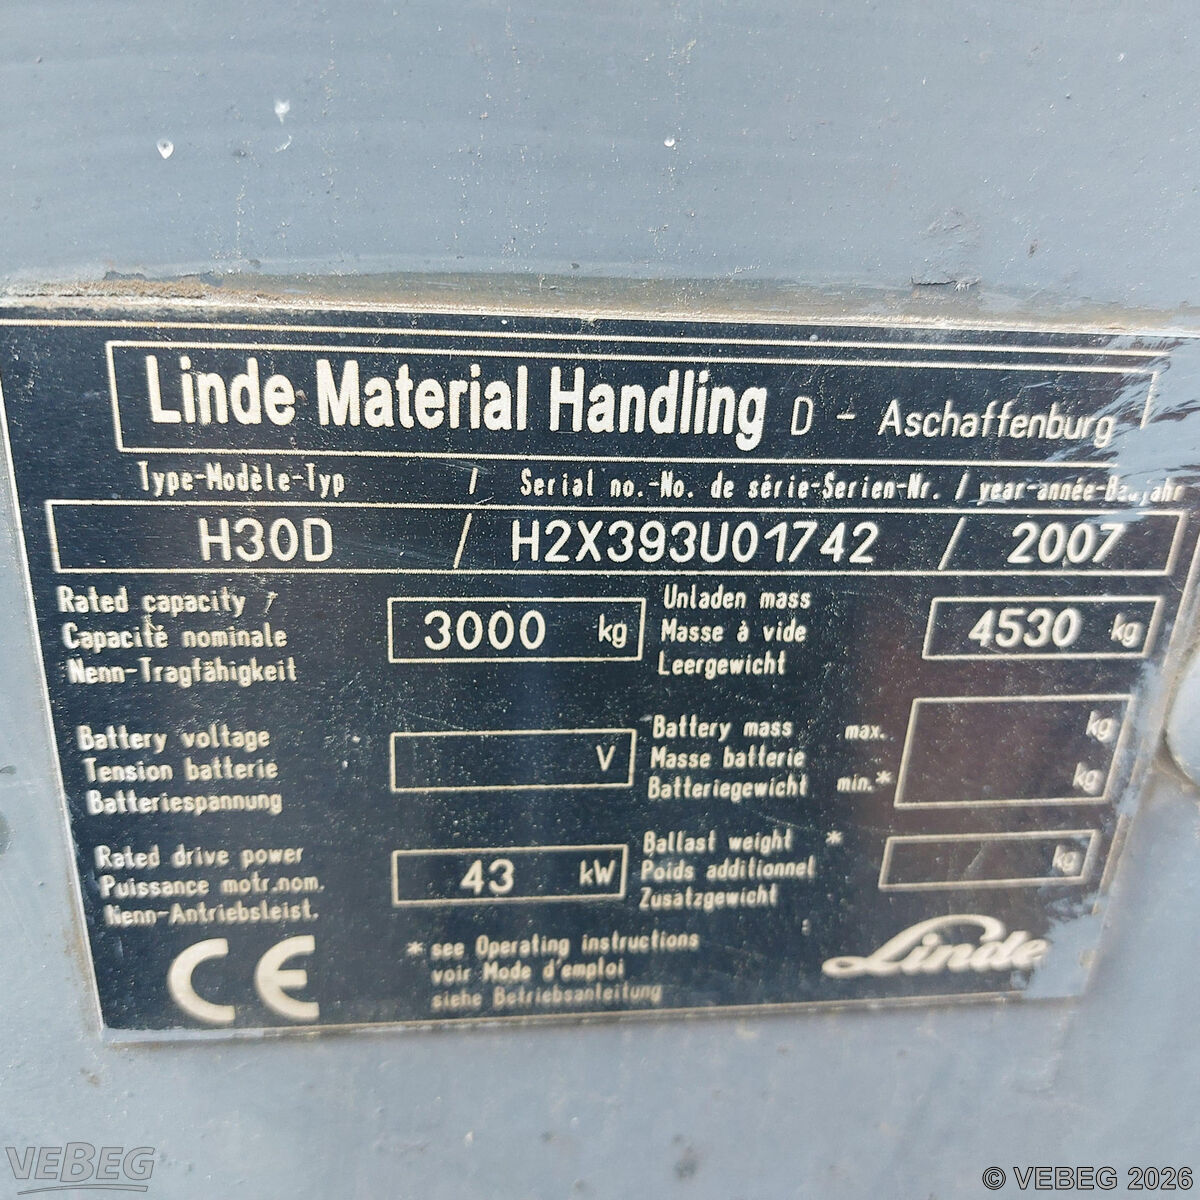 Linde Material Handling D - Aschaffenburg
Type-Modèle-Typ / Serial no.-No. de série-Serien-Nr. / year-année-Baujahr
H30D / H2X393U01742 / 2007
Rated capacity
Capacité nominale
Nenn-Tragfähigkeit
3000 kg
Unladen mass
Masse à vide
Leergewicht
4530 kg
Battery voltage
Tension batterie
Batteriespannung
V
Battery mass max. kg
Masse batterie
Batteriegewicht min.* kg
Rated drive power
Puissance motr.nom.
Nenn-Antriebsleist.
43 kW
Ballast weight *
Poids additionnel
Zusatzgewicht
kg
CE
* see Operating instructions
voir Mode d'emploi
siehe Betriebsanleitung
Linde
VEBEG
© VEBEG 2026